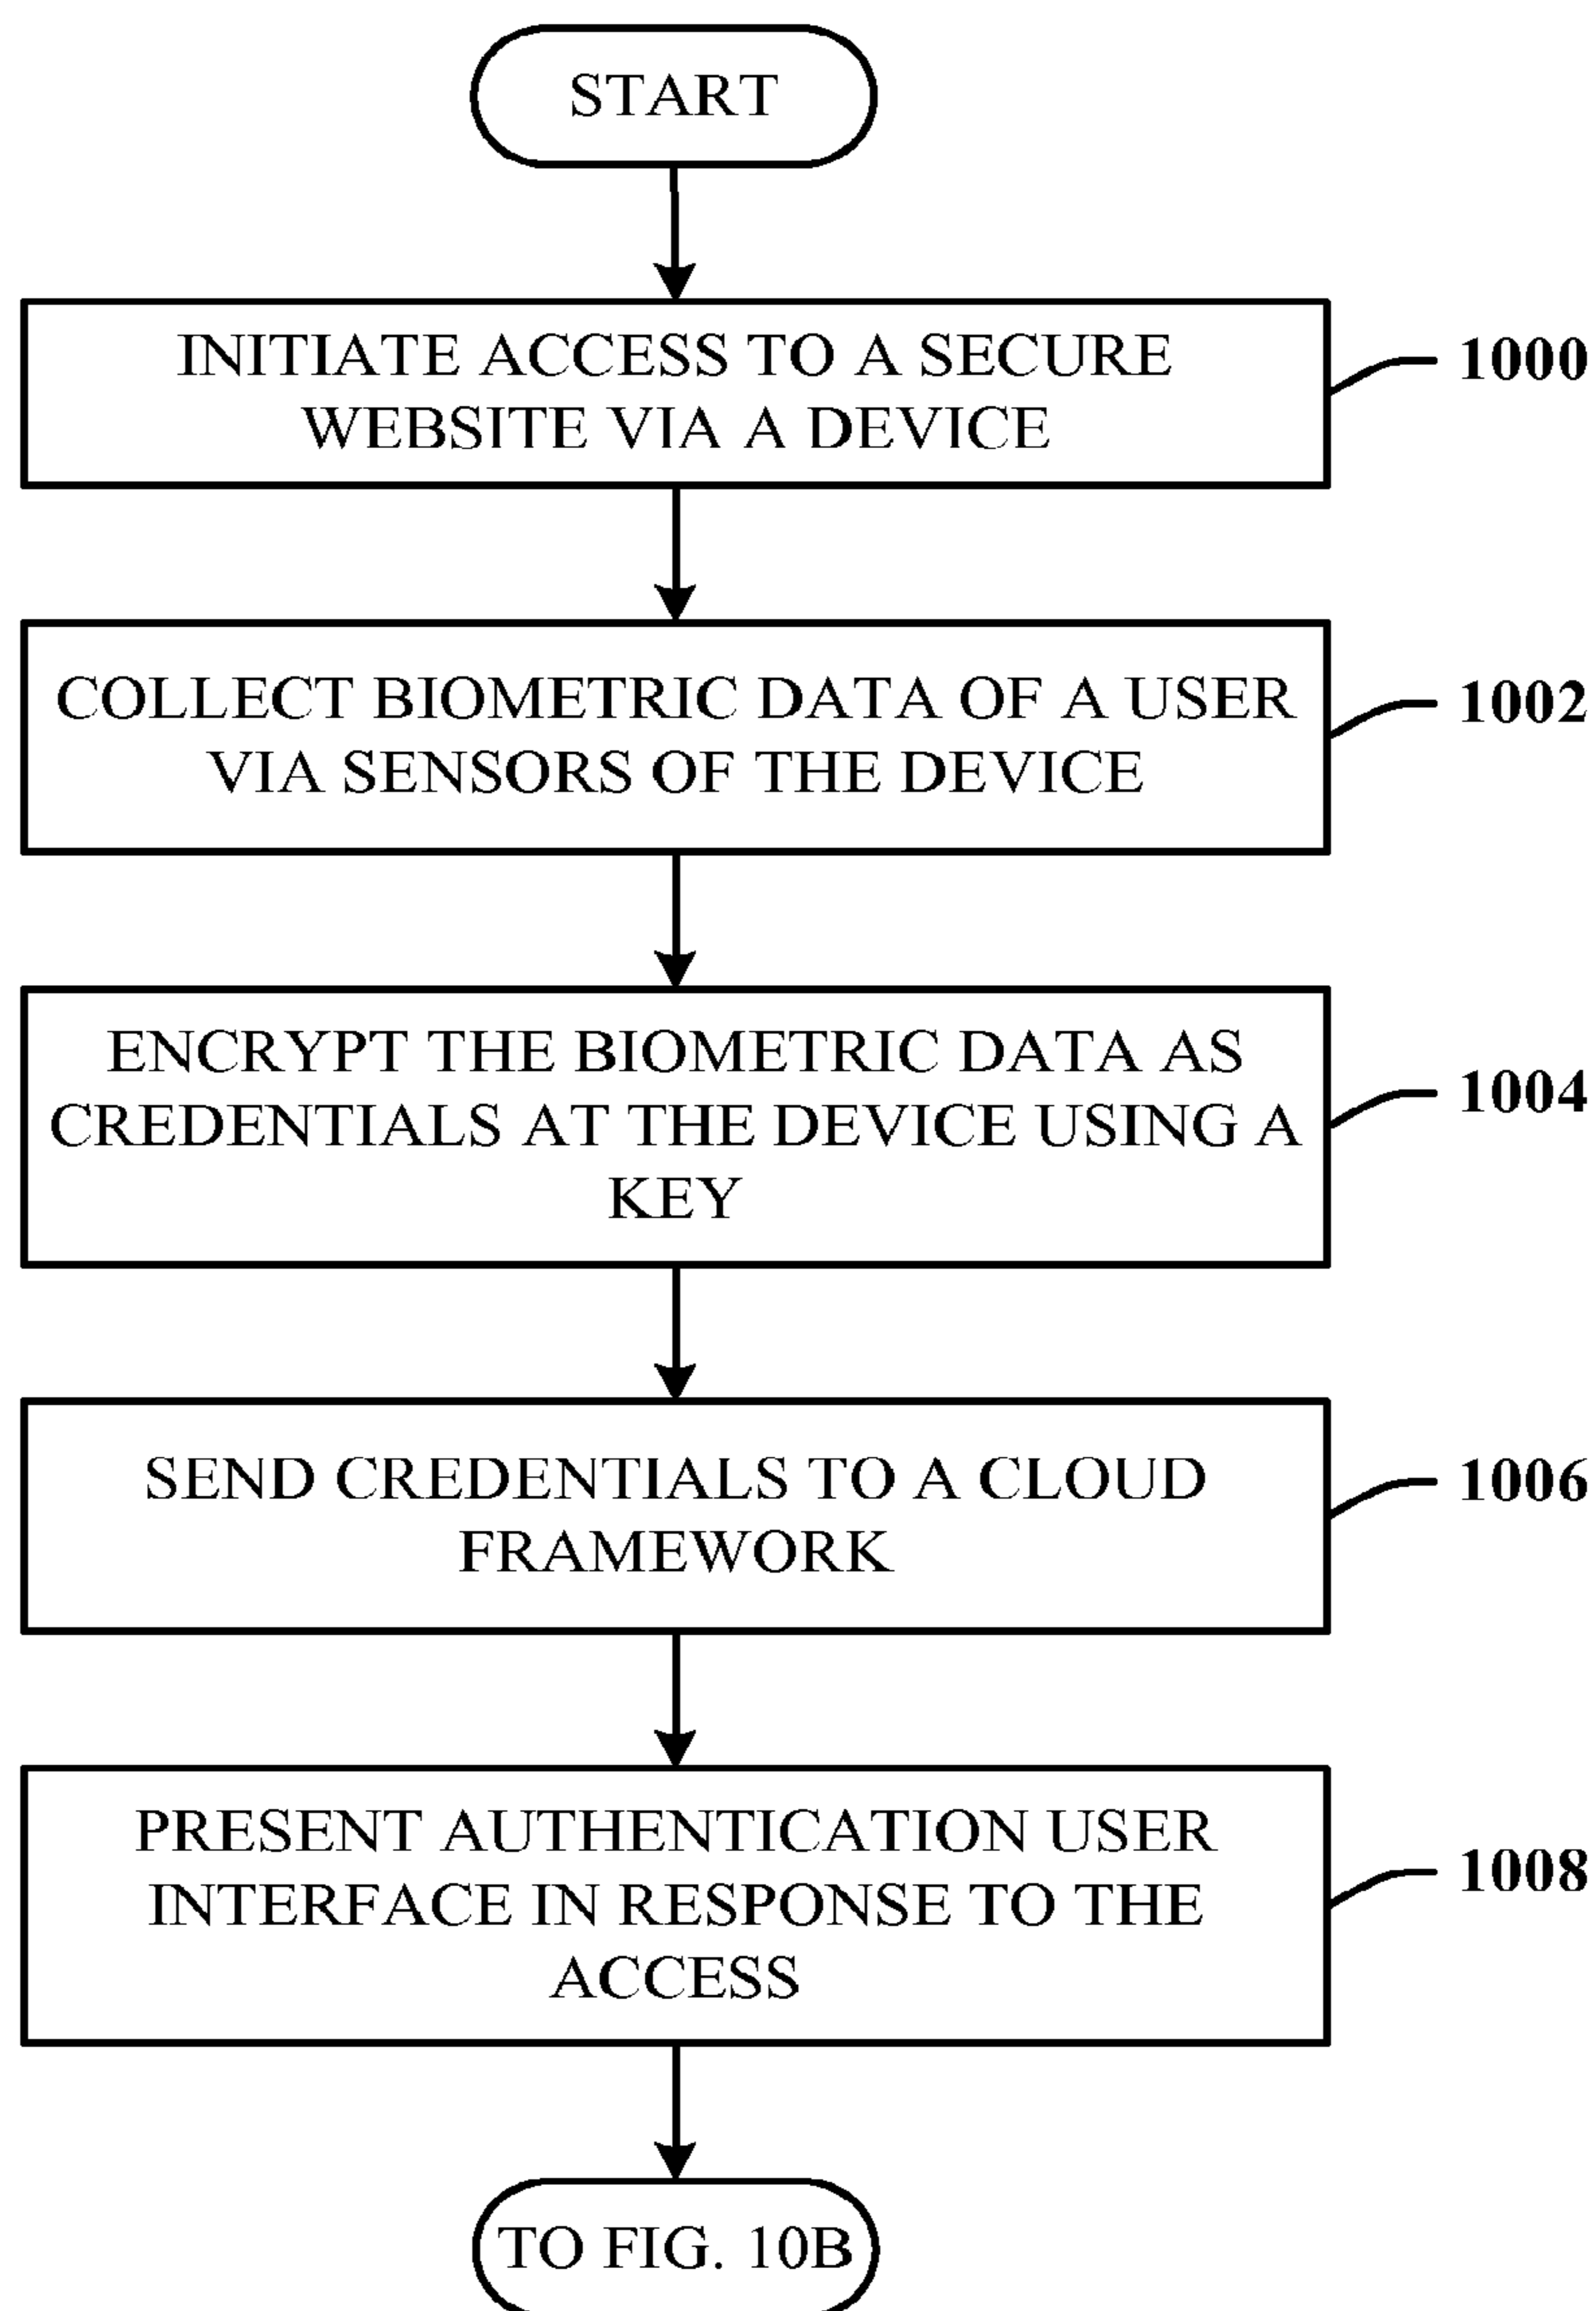 START
INITIATE ACCESS TO A SECURE
WEBSITE VIA A DEVICE
1000
COLLECT BIOMETRIC DATA OF A USER
VIA SENSORS OF THE DEVICE
1002
ENCRYPT THE BIOMETRIC DATA AS
CREDENTIALS AT THE DEVICE USING A
KEY
1004
SEND CREDENTIALS TO A CLOUD
FRAMEWORK
1006
PRESENT AUTHENTICATION USER
INTERFACE IN RESPONSE TO THE
ACCESS
1008
TO FIG. 10B